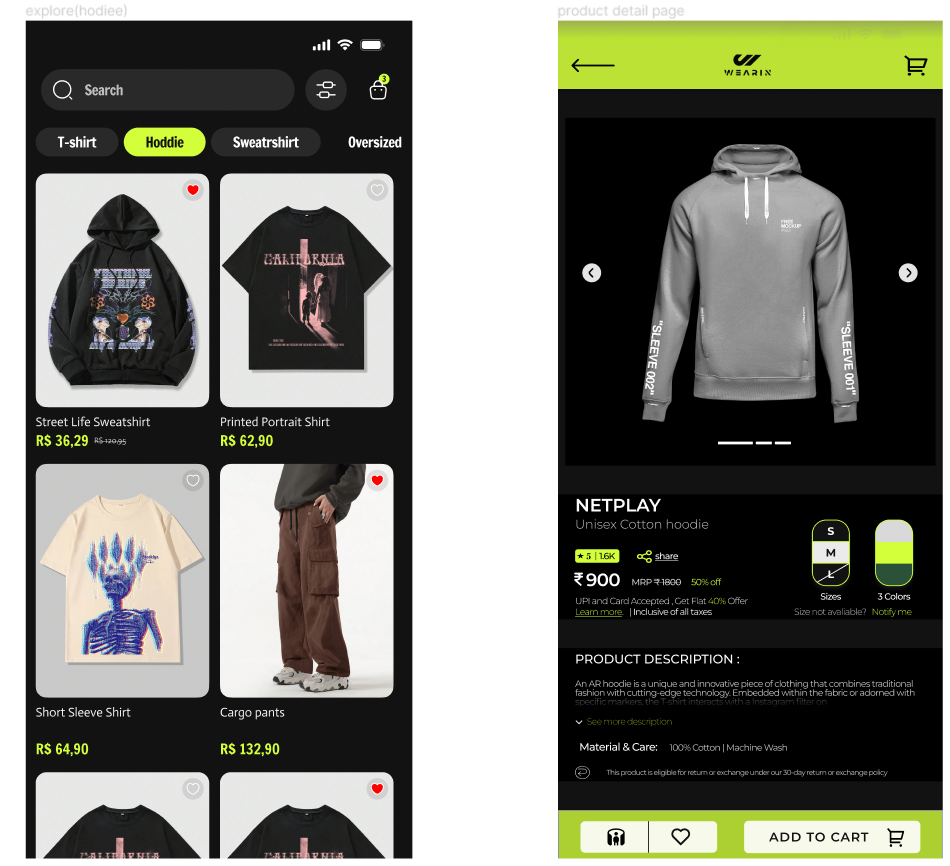 explore(hodiee)
Search
3
T-shirt
Hoddie
Sweatrshirt
Oversized
CALIFORNIA
Street Life Sweatshirt
R$ 36,29 R$ 120,95
Printed Portrait Shirt
R$ 62,90
Short Sleeve Shirt
R$ 64,90
Cargo pants
R$ 132,90
product detail page
WEARIN
FREE
MOCKUP
"SLEEVE 002"
"SLEEVE 001"
NETPLAY
Unisex Cotton hoodie
★ 5 | 1.6K
share
₹900 MRP ₹1800 50% off
UPI and Card Accepted , Get Flat 40% Offer
Learn more. | Inclusive of all taxes
S
M
L
Sizes
3 Colors
Size not avaliable? Notify me
PRODUCT DESCRIPTION :
An AR hoodie is a unique and innovative piece of clothing that combines traditional
fashion with cutting-edge technology. Embedded within the fabric or adorned with
specific markers, the T-shirt interacts with a Instagram filter on
See more description
Material & Care: 100% Cotton | Machine Wash
This product is eligible for return or exchange under our 30-day return or exchange policy
ADD TO CART